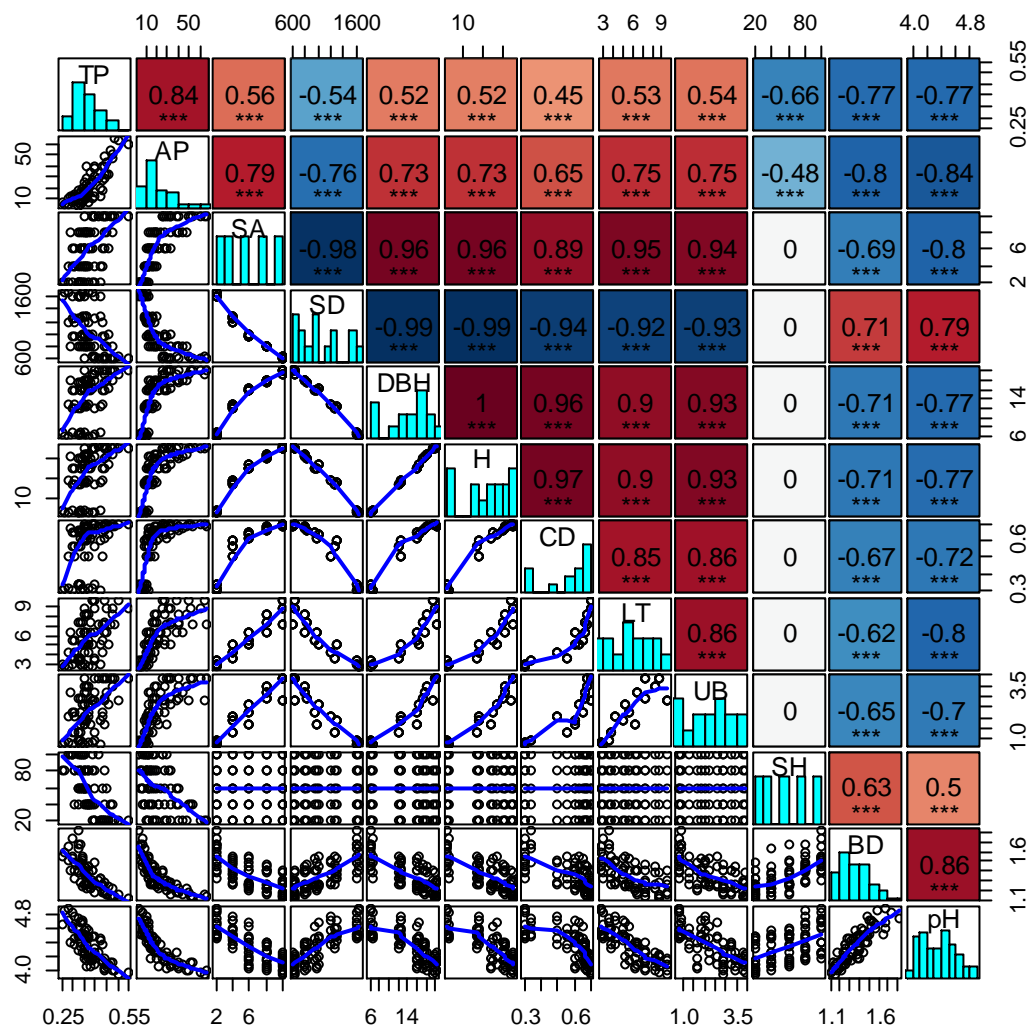 10 50 600 1600 10 3 6 9 20 80 4.0 4.8
TP 0.84 0.56 -0.54 0.52 0.52 0.45 0.53 0.54 -0.66 -0.77 -0.77 0.25 0.55
*** *** *** *** *** *** *** *** *** *** ***
10 50 AP 0.79 -0.76 0.73 0.73 0.65 0.75 0.75 -0.48 -0.8 -0.84
*** *** *** *** *** *** *** *** *** ***
SA -0.98 0.96 0.96 0.89 0.95 0.94 0 -0.69 -0.8 2 6
*** *** *** *** *** *** *** ***
600 1600 SD -0.99 -0.99 -0.94 -0.92 -0.93 0 0.71 0.79
*** *** *** *** *** *** ***
DBH 1 0.96 0.9 0.93 0 -0.71 -0.77 6 14
*** *** *** *** *** ***
10 H 0.97 0.9 0.93 0 -0.71 -0.77
*** *** *** *** ***
CD 0.85 0.86 0 -0.67 -0.72 0.3 0.6
*** *** *** ***
3 6 9 LT 0.86 0 -0.62 -0.8
*** *** ***
UB 0 -0.65 -0.7 1.0 3.5
*** ***
20 80 SH 0.63 0.5
*** ***
BD 0.86 1.1 1.6
***
4.0 4.8 pH
0.25 0.55 2 6 6 14 0.3 0.6 1.0 3.5 1.1 1.6